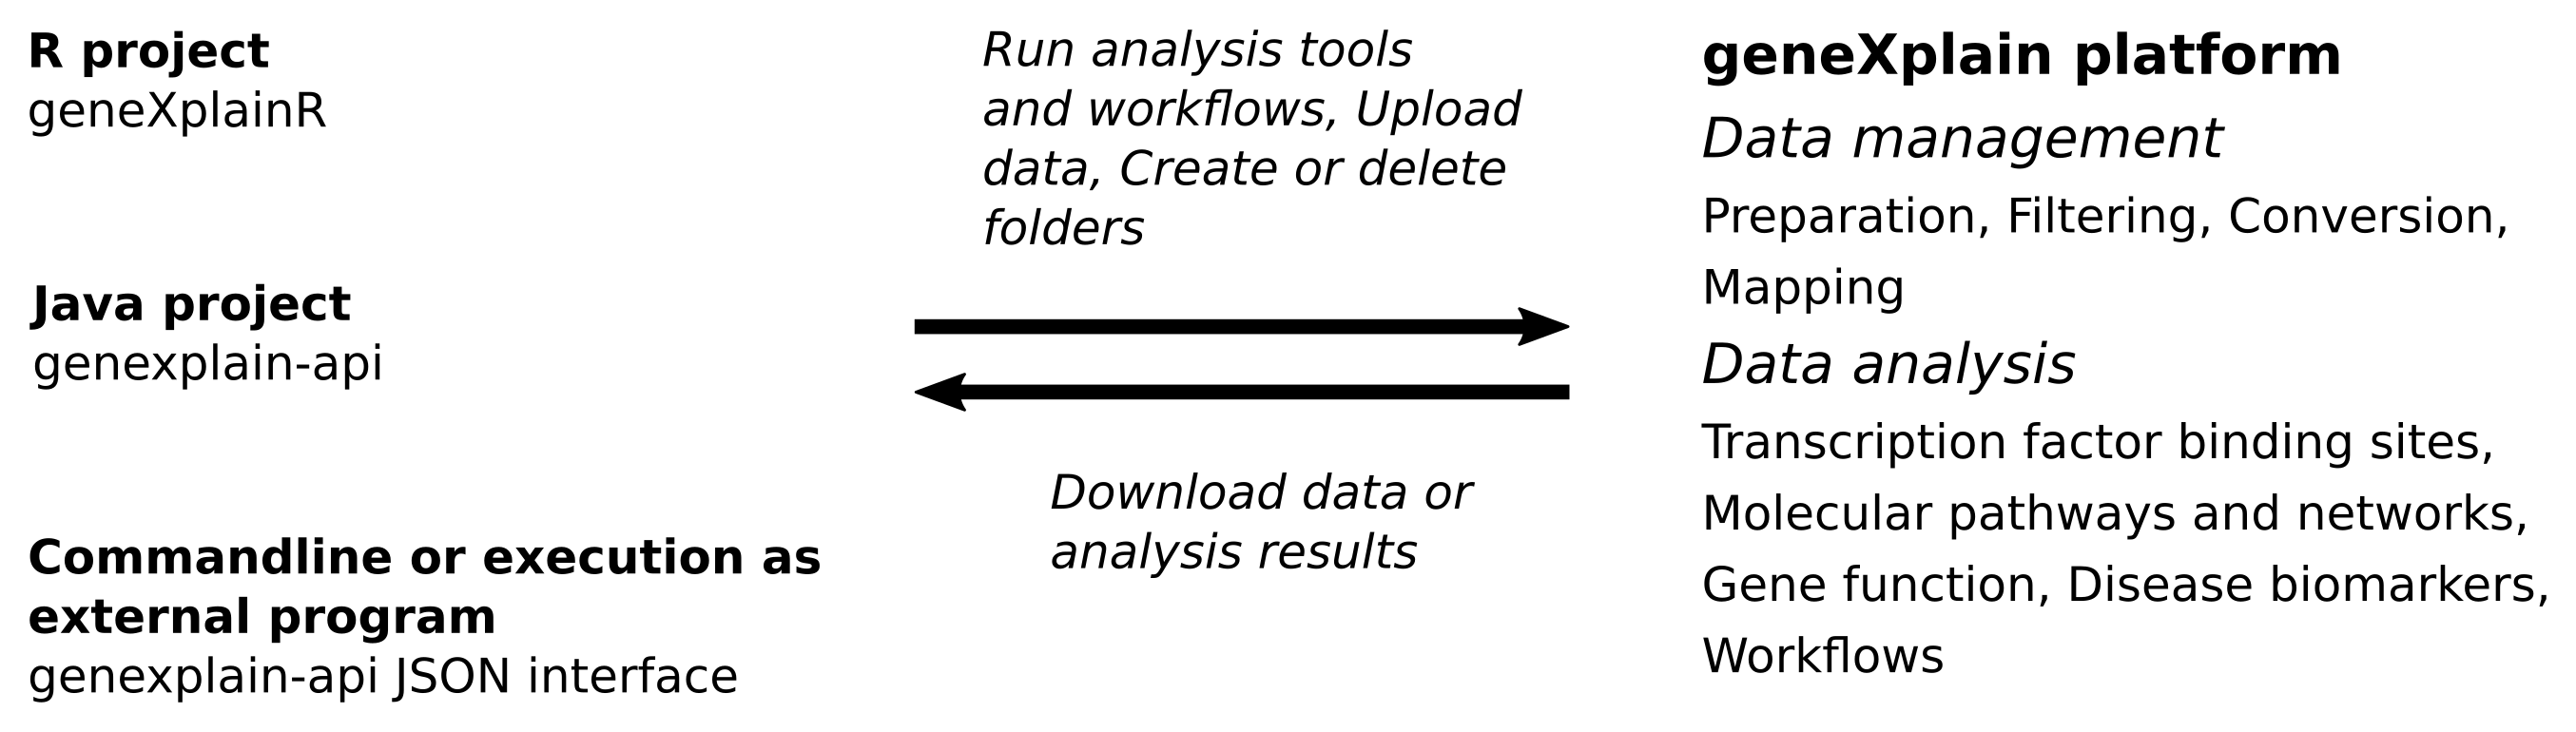 R project
geneXplainR
Java project
genexplain-api
Commandline or execution as
external program
genexplain-api JSON interface
Run analysis tools
and workflows, Upload
data, Create or delete
folders
Download data or
analysis results
geneXplain platform
Data management
Preparation, Filtering, Conversion,
Mapping
Data analysis
Transcription factor binding sites,
Molecular pathways and networks,
Gene function, Disease biomarkers,
Workflows